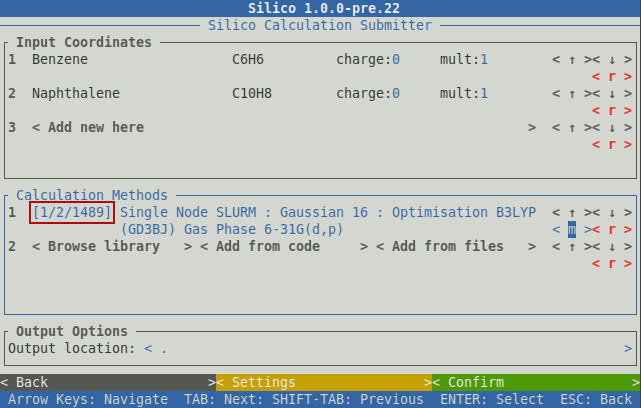 Silico 1.0.0-pre.22
Silico Calculation Submitter
Input Coordinates
1 Benzene C6H6 charge:0 mult:1 < ↑ >< ↓ >
< r >
2 Naphthalene C10H8 charge:0 mult:1 < ↑ >< ↓ >
< r >
3 < Add new here > < ↑ >< ↓ >
< r >
Calculation Methods
1 [1/2/1489] Single Node SLURM : Gaussian 16 : Optimisation B3LYP < ↑ >< ↓ >
(GD3BJ) Gas Phase 6-31G(d,p) < m >< r >
2 < Browse library > < Add from code > < Add from files > < ↑ >< ↓ >
< r >
Output Options
Output location: < . >
< Back >< Settings >< Confirm >
Arrow Keys: Navigate TAB: Next: SHIFT-TAB: Previous ENTER: Select ESC: Back